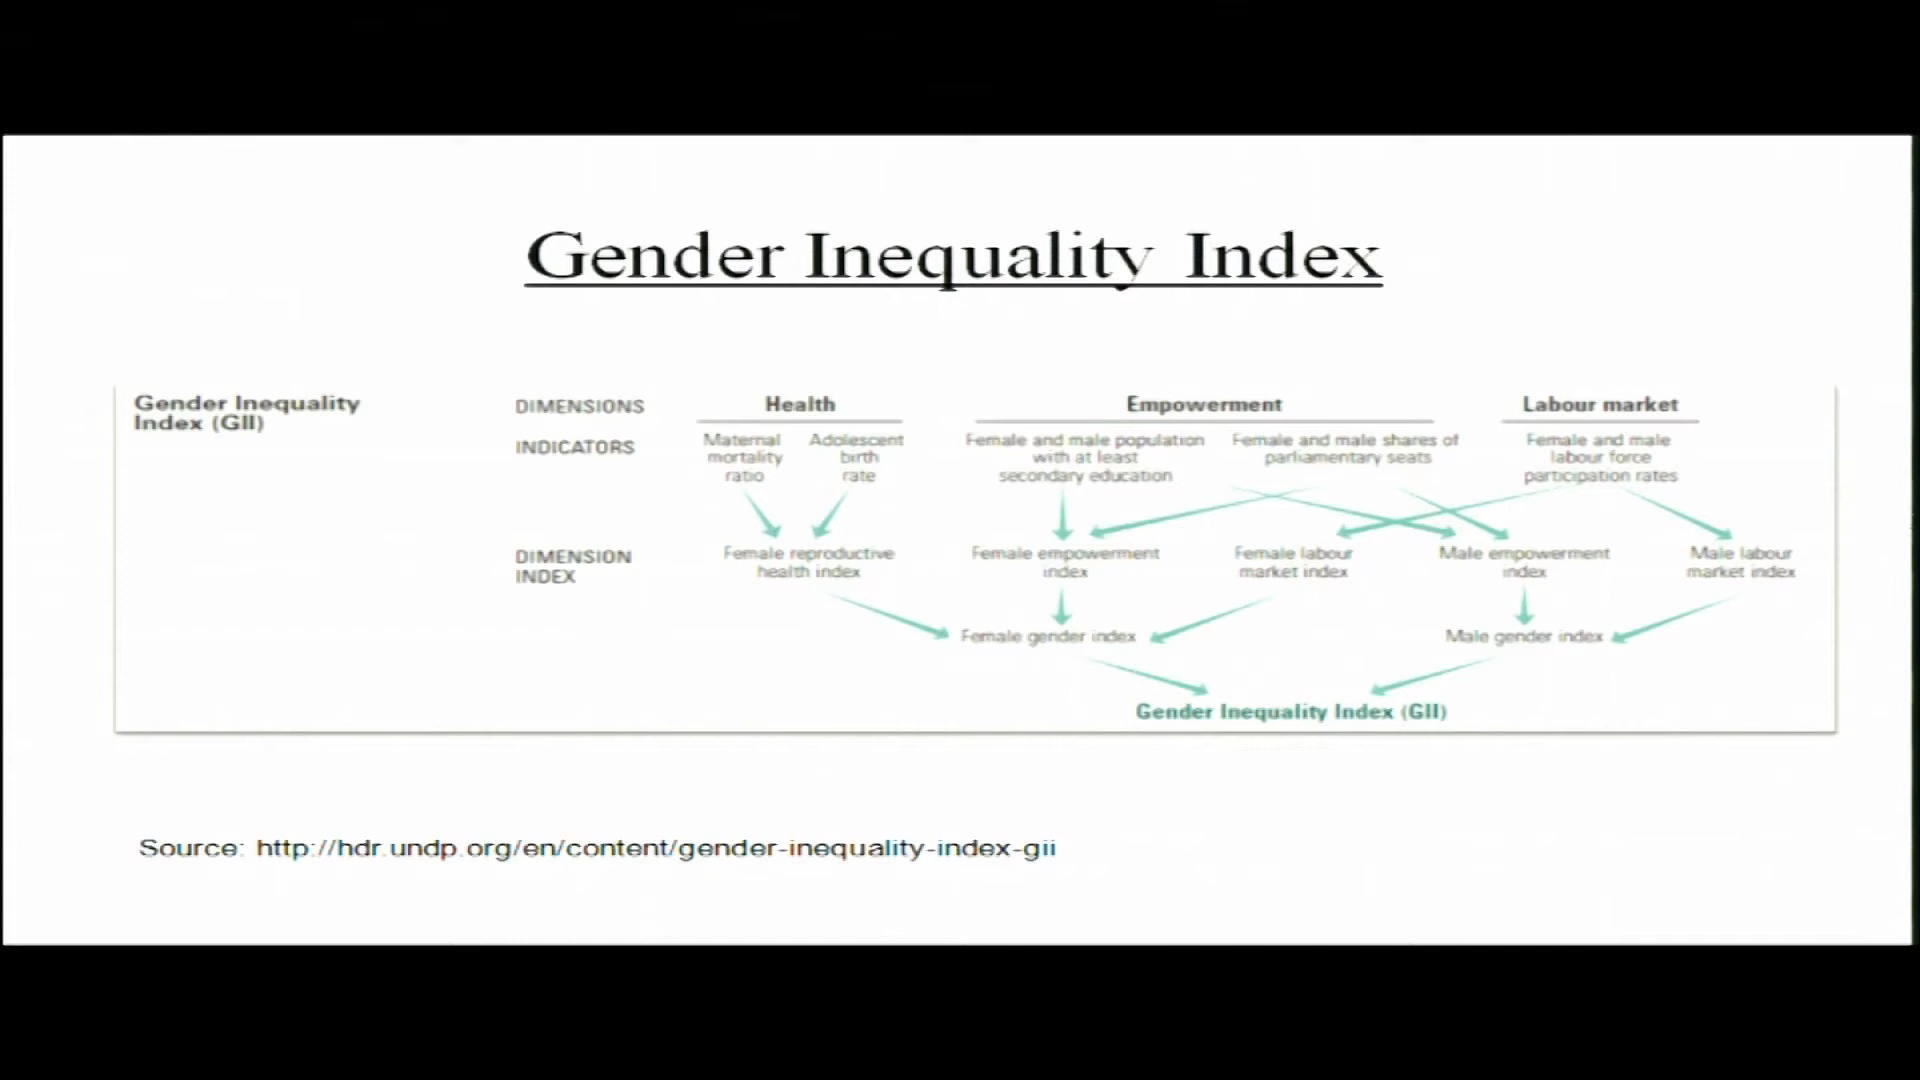 Gender Inequality Index
Gender Inequality
Index (GII)
DIMENSIONS
Health
Empowerment
Labour market
INDICATORS
Maternal
mortality
ratio
Adolescent
birth
rate
Female and male population
with at least
secondary education
Female and male shares of
parliamentary seats
Female and male
labour force
participation rates
DIMENSION
INDEX
Female reproductive
health index
Female empowerment
index
Female labour
market index
Male empowerment
index
Male labour
market index
Female gender index
Male gender index
Gender Inequality Index (GII)
Source: http://hdr.undp.org/en/content/gender-inequality-index-gii